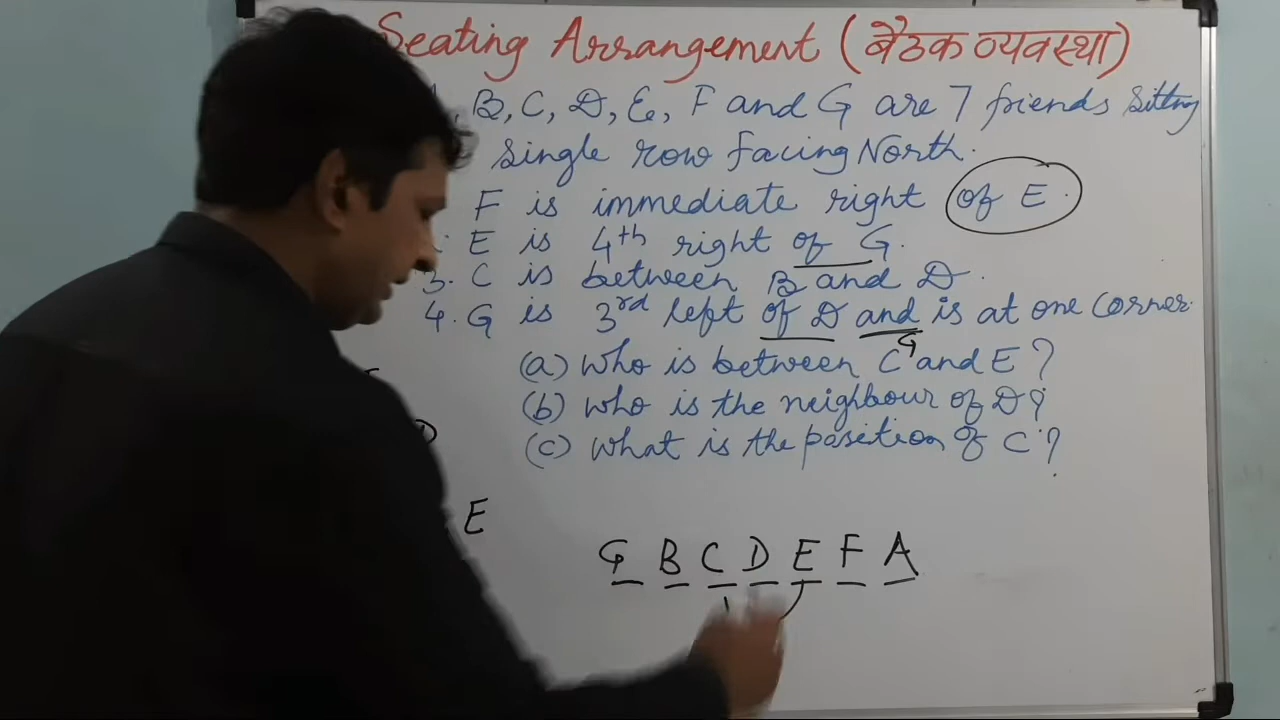 Seating Arrangement (बैठक व्यवस्था)
, B, C, D, E, F and G are 7 friends Sitting
Single row facing North.
F is immediate right of E.
E is 4th right of G.
3. C is between B and D.
4. G is 3rd left of D and is at one Corner.
G
(a) Who is between C and E?
(b) Who is the neighbour of D?
D
(c) What is the position of C?
E
G B C D E F A